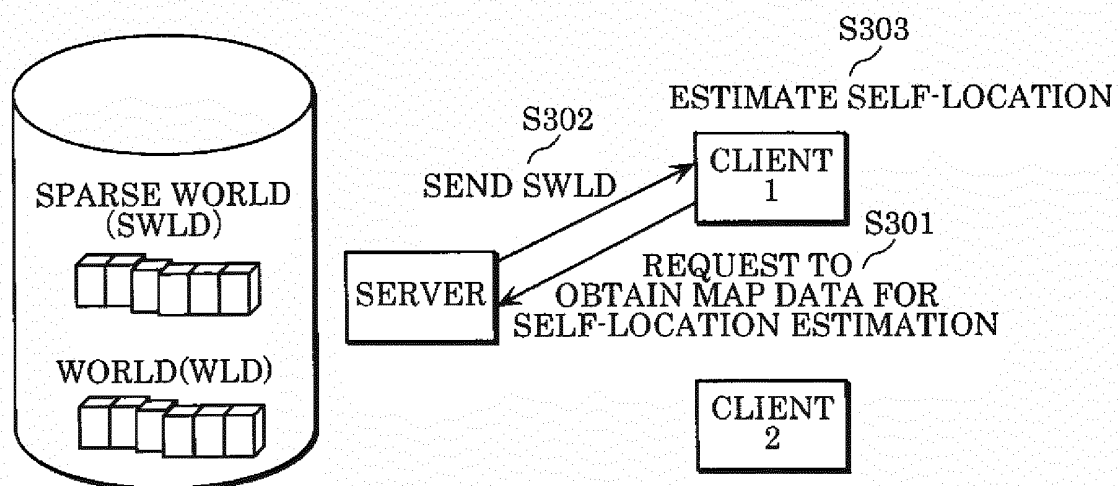 S303
ESTIMATE SELF-LOCATION
S302
SEND SWLD
CLIENT
1
SPARSE WORLD
(SWLD)
S301
REQUEST TO
OBTAIN MAP DATA FOR
SELF-LOCATION ESTIMATION
SERVER
WORLD(WLD)
CLIENT
2